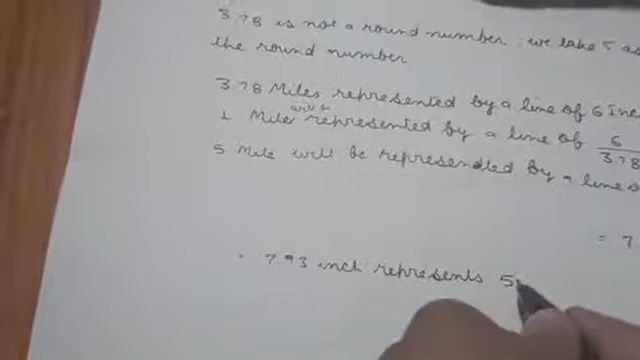 3.78 is not a round number, we take 5 as
the round number
3.78 Miles represented by a line of 6 inc
1 Mile will be represented by a line of 6/3.78
5 Mile will be represendted by a line o
= 7.
7.93 inch represents 5